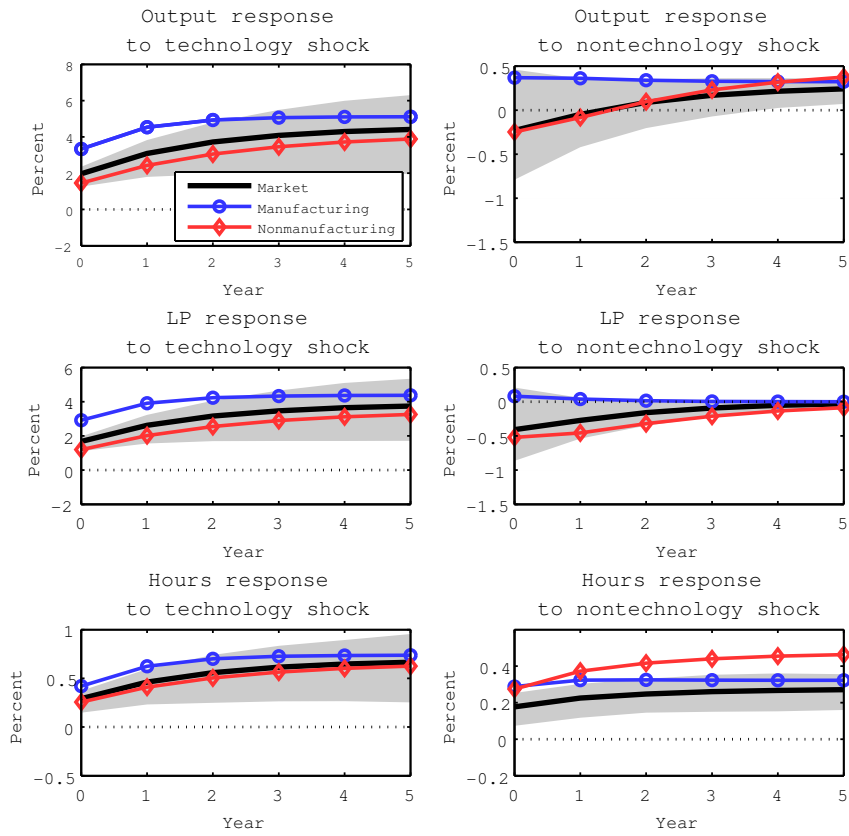 Output response
to technology shock
8
6
4
2
0
−2
Percent
Market
Manufacturing
Nonmanufacturing
0 1 2 3 4 5
Year
Output response
to nontechnology shock
0.5
0
−0.5
−1
−1.5
Percent
0 1 2 3 4 5
Year
LP response
to technology shock
6
4
2
0
−2
Percent
0 1 2 3 4 5
Year
LP response
to nontechnology shock
0.5
0
−0.5
−1
−1.5
Percent
0 1 2 3 4 5
Year
Hours response
to technology shock
1
0.5
0
−0.5
Percent
0 1 2 3 4 5
Year
Hours response
to nontechnology shock
0.4
0.2
0
−0.2
Percent
0 1 2 3 4 5
Year